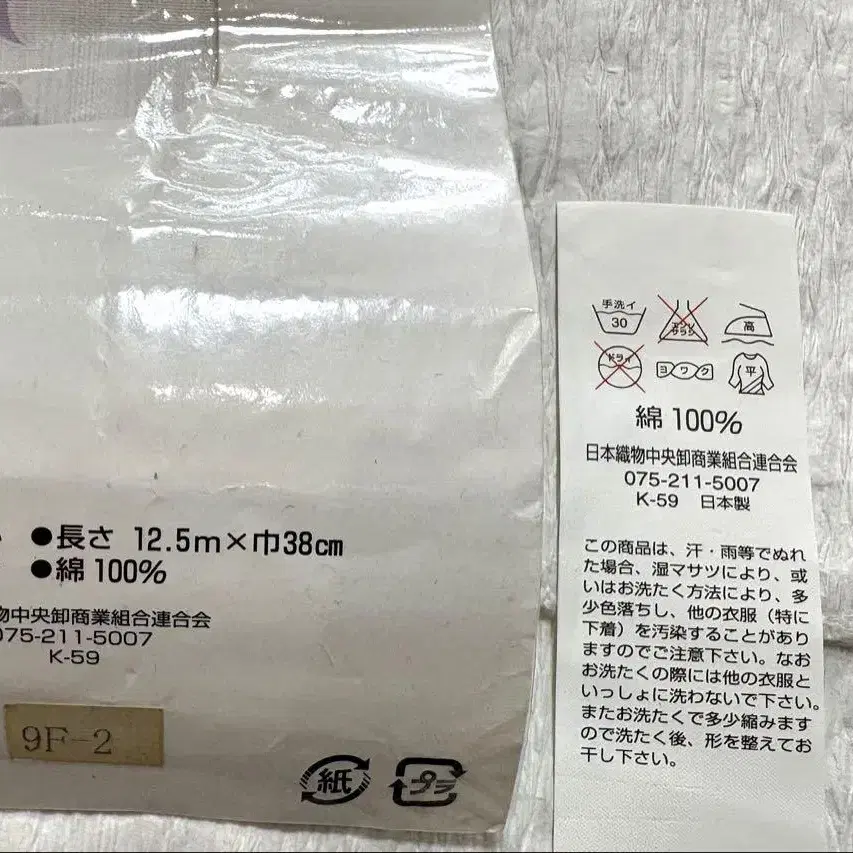 ●長さ 12.5m×巾38cm
●綿 100%
物中央卸商業組合連合会
075-211-5007
K-59
9F-2
紙
プラ
手洗イ
30
エンソ
サラシ
高
ドライ
ヨワク
平
綿 100%
日本織物中央卸商業組合連合会
075-211-5007
K-59 日本製
この商品は、汗・雨等でぬれ
た場合、湿マサツにより、或
いはお洗たく方法により、多
少色落ちし、他の衣服（特に
下着）を汚染することがあり
ますのでご注意下さい。なお
お洗たくの際には他の衣服と
いっしょに洗わないで下さい。
またお洗たくで多少縮みます
ので洗たく後、形を整えてお
干し下さい。